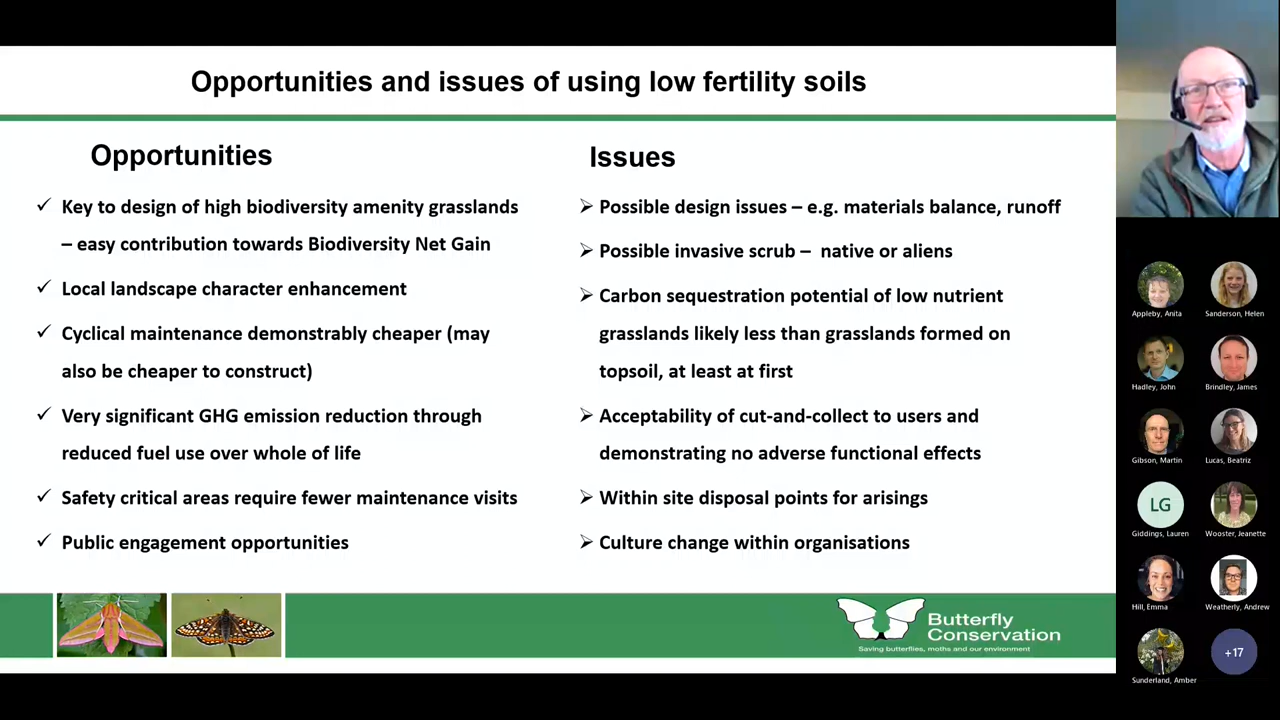 Opportunities and issues of using low fertility soils
Opportunities
✓ Key to design of high biodiversity amenity grasslands
– easy contribution towards Biodiversity Net Gain
✓ Local landscape character enhancement
✓ Cyclical maintenance demonstrably cheaper (may
also be cheaper to construct)
✓ Very significant GHG emission reduction through
reduced fuel use over whole of life
✓ Safety critical areas require fewer maintenance visits
✓ Public engagement opportunities
Issues
➢ Possible design issues – e.g. materials balance, runoff
➢ Possible invasive scrub – native or aliens
➢ Carbon sequestration potential of low nutrient
grasslands likely less than grasslands formed on
topsoil, at least at first
➢ Acceptability of cut-and-collect to users and
demonstrating no adverse functional effects
➢ Within site disposal points for arisings
➢ Culture change within organisations
Butterfly
Conservation
Saving butterflies, moths and our environment
Appleby, Anita
Sanderson, Helen
Hadley, John
Brindley, James
Gibson, Martin
Lucas, Beatriz
LG
Giddings, Lauren
Wooster, Jeanette
Hill, Emma
Weatherly, Andrew
Sunderland, Amber
+17